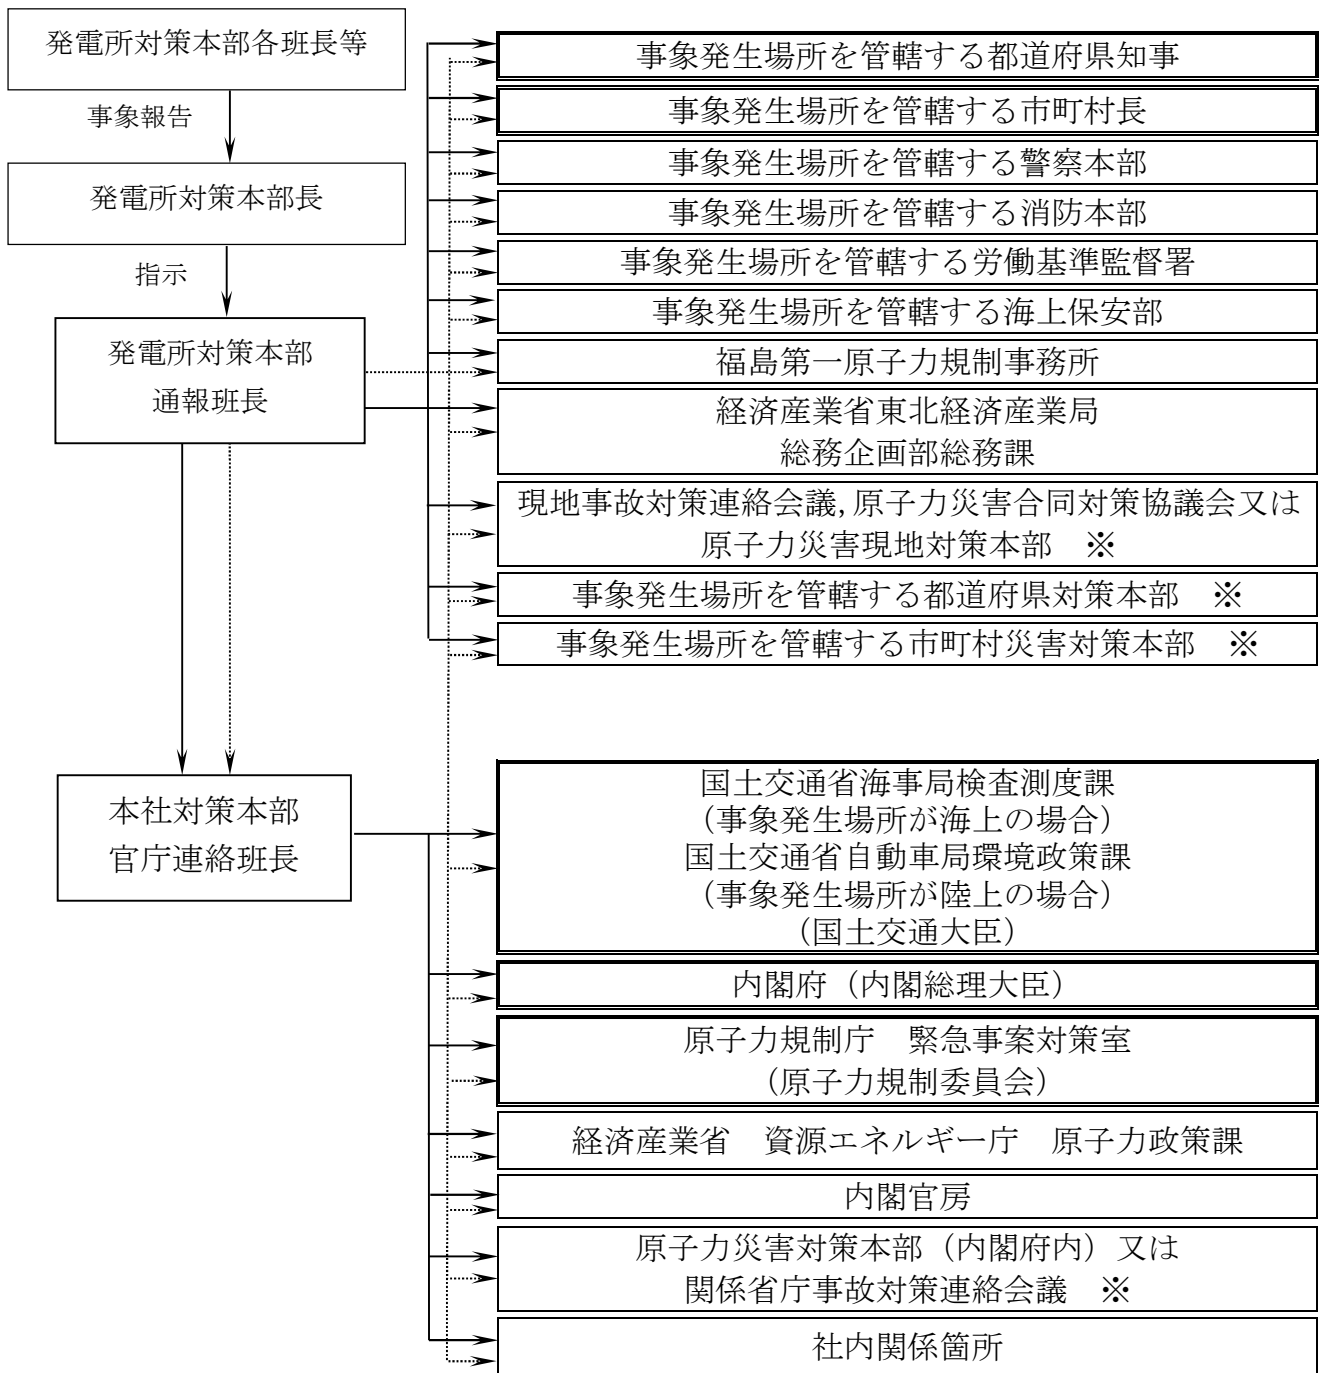 発電所対策本部各班長等
事象報告
発電所対策本部長
指示
発電所対策本部
通報班長
本社対策本部
官庁連絡班長
事象発生場所を管轄する都道府県知事
事象発生場所を管轄する市町村長
事象発生場所を管轄する警察本部
事象発生場所を管轄する消防本部
事象発生場所を管轄する労働基準監督署
事象発生場所を管轄する海上保安部
福島第一原子力規制事務所
経済産業省東北経済産業局
総務企画部総務課
現地事故対策連絡会議,原子力災害合同対策協議会又は
原子力災害現地対策本部　※
事象発生場所を管轄する都道府県対策本部　※
事象発生場所を管轄する市町村災害対策本部　※
国土交通省海事局検査測度課
（事象発生場所が海上の場合）
国土交通省自動車局環境政策課
（事象発生場所が陸上の場合）
（国土交通大臣）
内閣府（内閣総理大臣）
原子力規制庁　緊急事案対策室
（原子力規制委員会）
経済産業省　資源エネルギー庁　原子力政策課
内閣官房
原子力災害対策本部（内閣府内）又は
関係省庁事故対策連絡会議　※
社内関係箇所